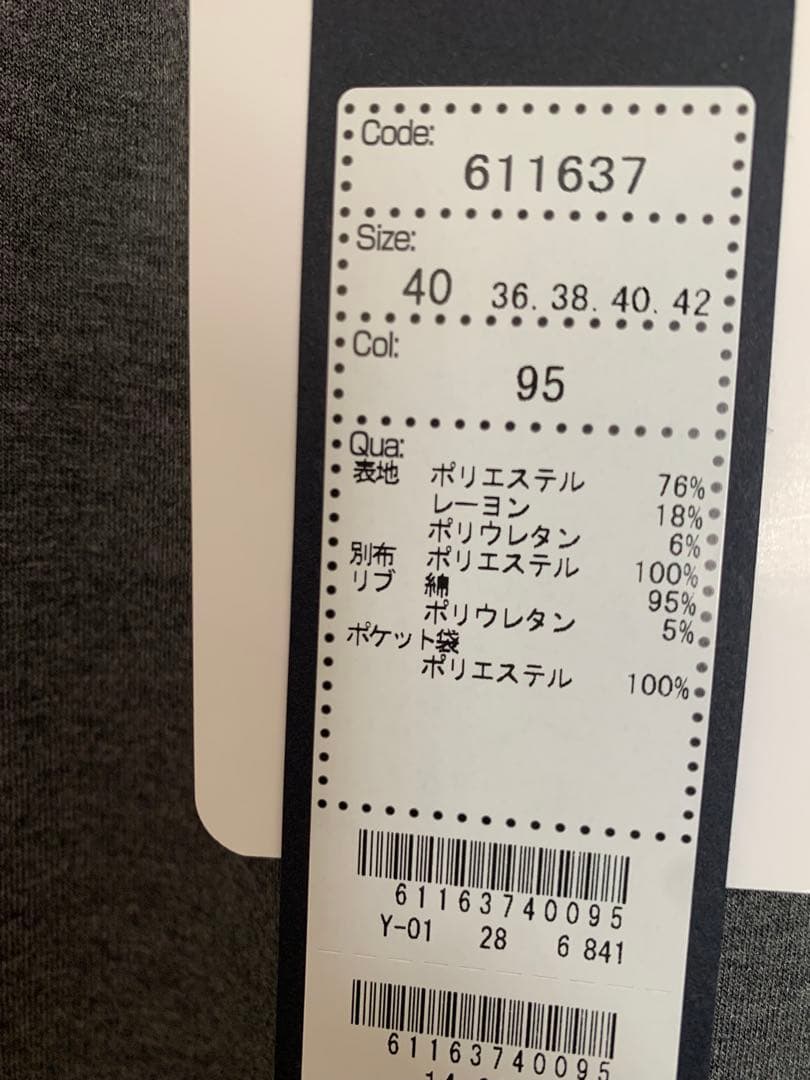 Code:
611637
Size:
40 36. 38. 40. 42
Col:
95
Qua:
表地 ポリエステル 76%
レーヨン 18%
ポリウレタン 6%
別布 ポリエステル 100%
リブ 綿 95%
ポリウレタン 5%
ポケット袋
ポリエステル 100%
611637400095
Y-01 28 6 841
611637400095